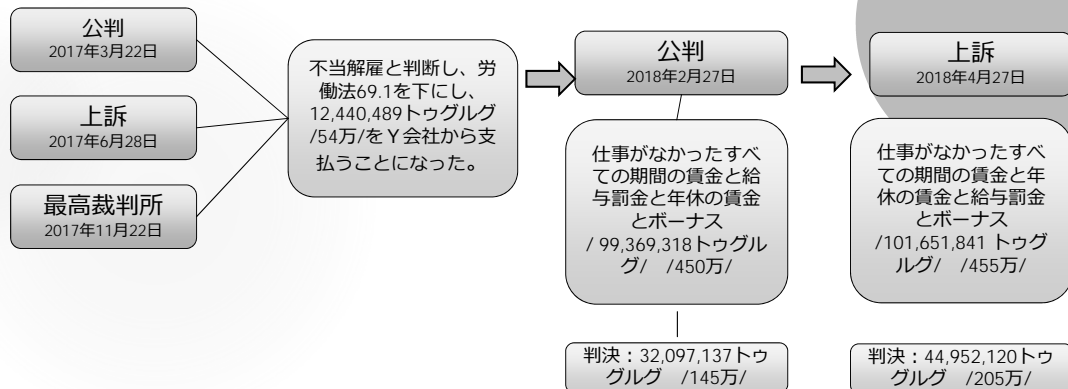 公判
2017年3月22日
上訴
2017年6月28日
最高裁判所
2017年11月22日
不当解雇と判断し、労
働法69.1を下にし、
12,440,489トゥグルグ
/54万/をＹ会社から支
払うことになった。
公判
2018年2月27日
仕事がなかったすべ
ての期間の賃金と給
与罰金と年休の賃金
とボーナス
/ 99,369,318トゥグル
グ/　/450万/
判決：32,097,137トゥ
グルグ　/145万/
上訴
2018年4月27日
仕事がなかったすべ
ての期間の賃金と年
休の賃金と給与罰金
とボーナス
/101,651,841 トゥグ
ルグ/　/455万/
判決：44,952,120トゥ
グルグ　/205万/